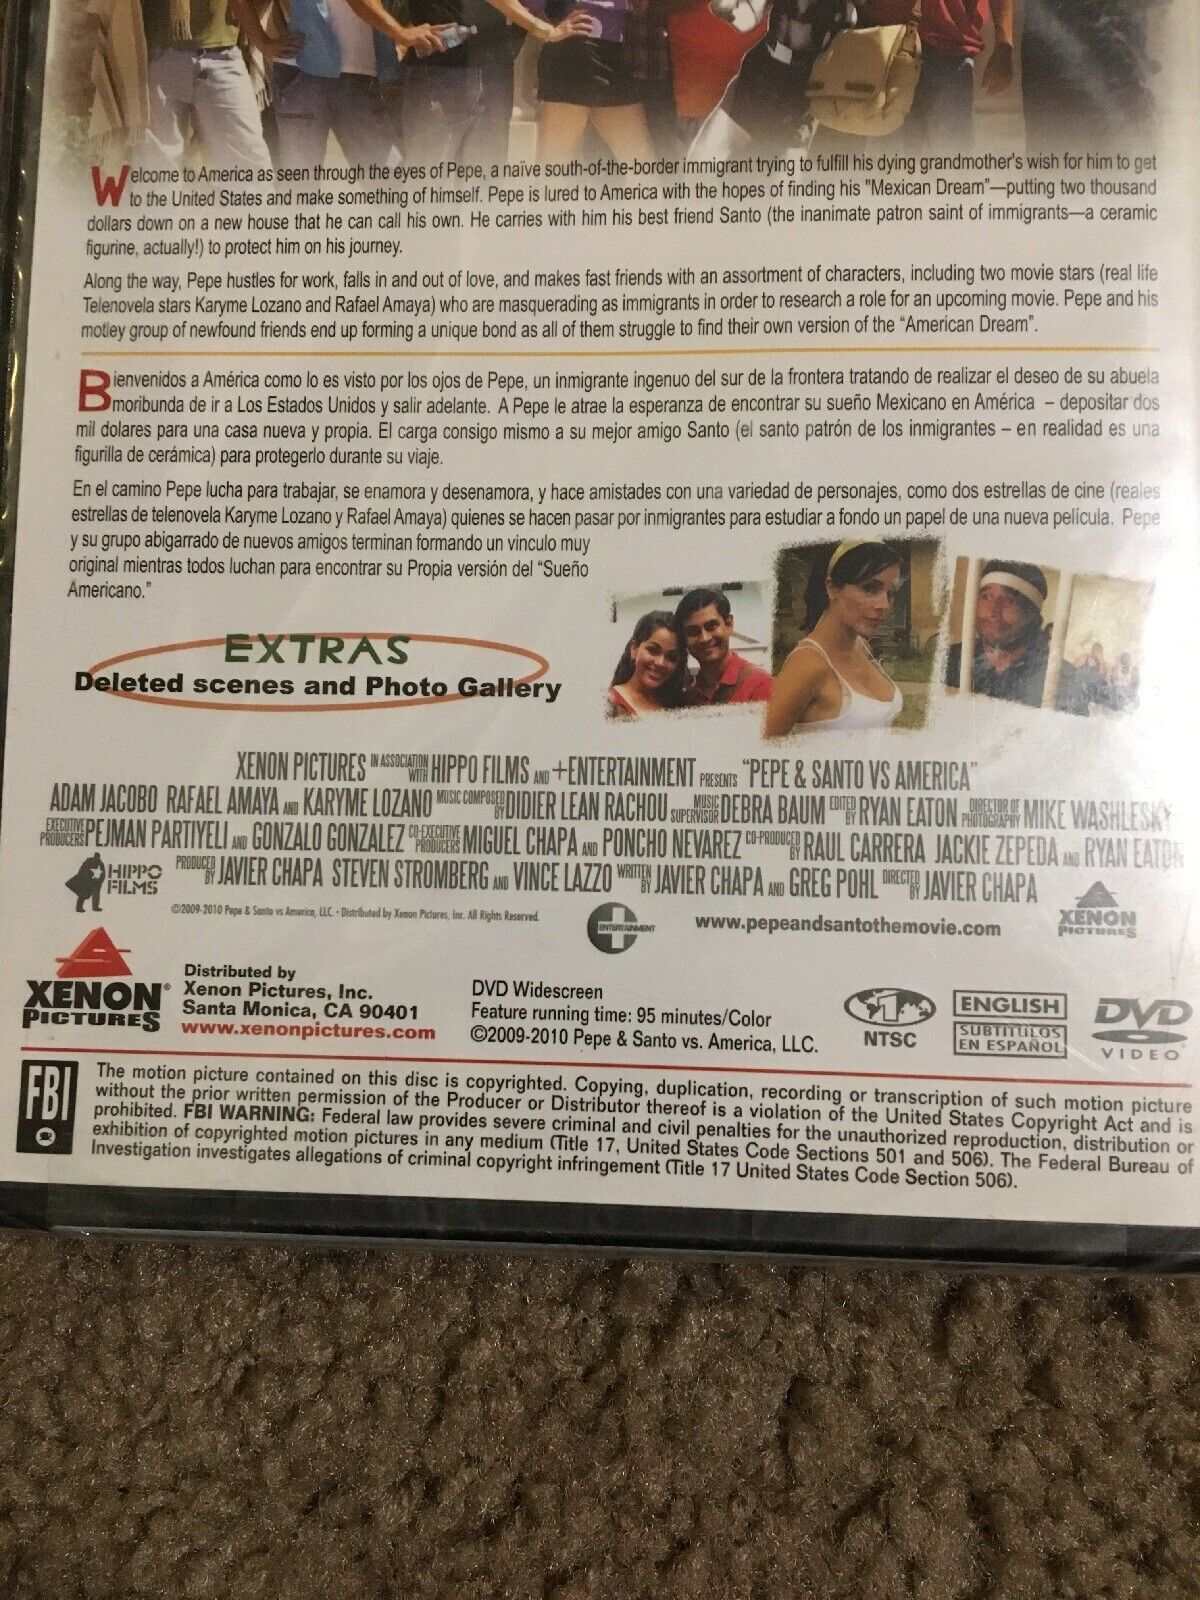 Welcome to America as seen through the eyes of Pepe, a naïve south-of-the-border immigrant trying to fulfill his dying grandmother's wish for him to get
to the United States and make something of himself. Pepe is lured to America with the hopes of finding his "Mexican Dream"—putting two thousand
dollars down on a new house that he can call his own. He carries with him his best friend Santo (the inanimate patron saint of immigrants—a ceramic
figurine, actually!) to protect him on his journey.
Along the way, Pepe hustles for work, falls in and out of love, and makes fast friends with an assortment of characters, including two movie stars (real life
Telenovela stars Karyme Lozano and Rafael Amaya) who are masquerading as immigrants in order to research a role for an upcoming movie. Pepe and his
motley group of newfound friends end up forming a unique bond as all of them struggle to find their own version of the “American Dream”.
Bienvenidos a América como lo es visto por los ojos de Pepe, un inmigrante ingenuo del sur de la frontera tratando de realizar el deseo de su abuela
moribunda de ir a Los Estados Unidos y salir adelante. A Pepe le atrae la esperanza de encontrar su sueño Mexicano en América – depositar dos
mil dolares para una casa nueva y propia. El carga consigo mismo a su mejor amigo Santo (el santo patrón de los inmigrantes – en realidad es una
figurilla de cerámica) para protegerlo durante su viaje.
En el camino Pepe lucha para trabajar, se enamora y desenamora, y hace amistades con una variedad de personajes, como dos estrellas de cine (reales
estrellas de telenovela Karyme Lozano y Rafael Amaya) quienes se hacen pasar por inmigrantes para estudiar a fondo un papel de una nueva película. Pepe
y su grupo abigarrado de nuevos amigos terminan formando un vinculo muy
original mientras todos luchan para encontrar su Propia versión del “Sueño
Americano.”
EXTRAS
Deleted scenes and Photo Gallery
XENON PICTURES IN ASSOCIATION WITH HIPPO FILMS AND +ENTERTAINMENT PRESENTS “PEPE & SANTO VS AMERICA”
ADAM JACOBO RAFAEL AMAYA AND KARYME LOZANO MUSIC COMPOSED BY DIDIER LEAN RACHOU MUSIC SUPERVISOR DEBRA BAUM EDITED BY RYAN EATON DIRECTOR OF PHOTOGRAPHY MIKE WASHLESKY
EXECUTIVE PRODUCERS PEJMAN PARTIYELI AND GONZALO GONZALEZ CO-EXECUTIVE PRODUCERS MIGUEL CHAPA AND PONCHO NEVAREZ CO-PRODUCED BY RAUL CARRERA JACKIE ZEPEDA AND RYAN EATON
HIPPO FILMS PRODUCED BY JAVIER CHAPA STEVEN STROMBERG AND VINCE LAZZO WRITTEN BY JAVIER CHAPA AND GREG POHL DIRECTED BY JAVIER CHAPA
©2009-2010 Pepe & Santo vs America, LLC. • Distributed by Xenon Pictures, Inc. All Rights Reserved.
ENTERTAINMENT
www.pepeandsantothemovie.com
XENON
PICTURES
XENON®
PICTURES
Distributed by
Xenon Pictures, Inc.
Santa Monica, CA 90401
www.xenonpictures.com
DVD Widescreen
Feature running time: 95 minutes/Color
©2009-2010 Pepe & Santo vs. America, LLC.
1
NTSC
ENGLISH
SUBTITULOS
EN ESPAÑOL
DVD
VIDEO
FBI
The motion picture contained on this disc is copyrighted. Copying, duplication, recording or transcription of such motion picture
without the prior written permission of the Producer or Distributor thereof is a violation of the United States Copyright Act and is
prohibited. FBI WARNING: Federal law provides severe criminal and civil penalties for the unauthorized reproduction, distribution or
exhibition of copyrighted motion pictures in any medium (Title 17, United States Code Sections 501 and 506). The Federal Bureau of
Investigation investigates allegations of criminal copyright infringement (Title 17 United States Code Section 506).